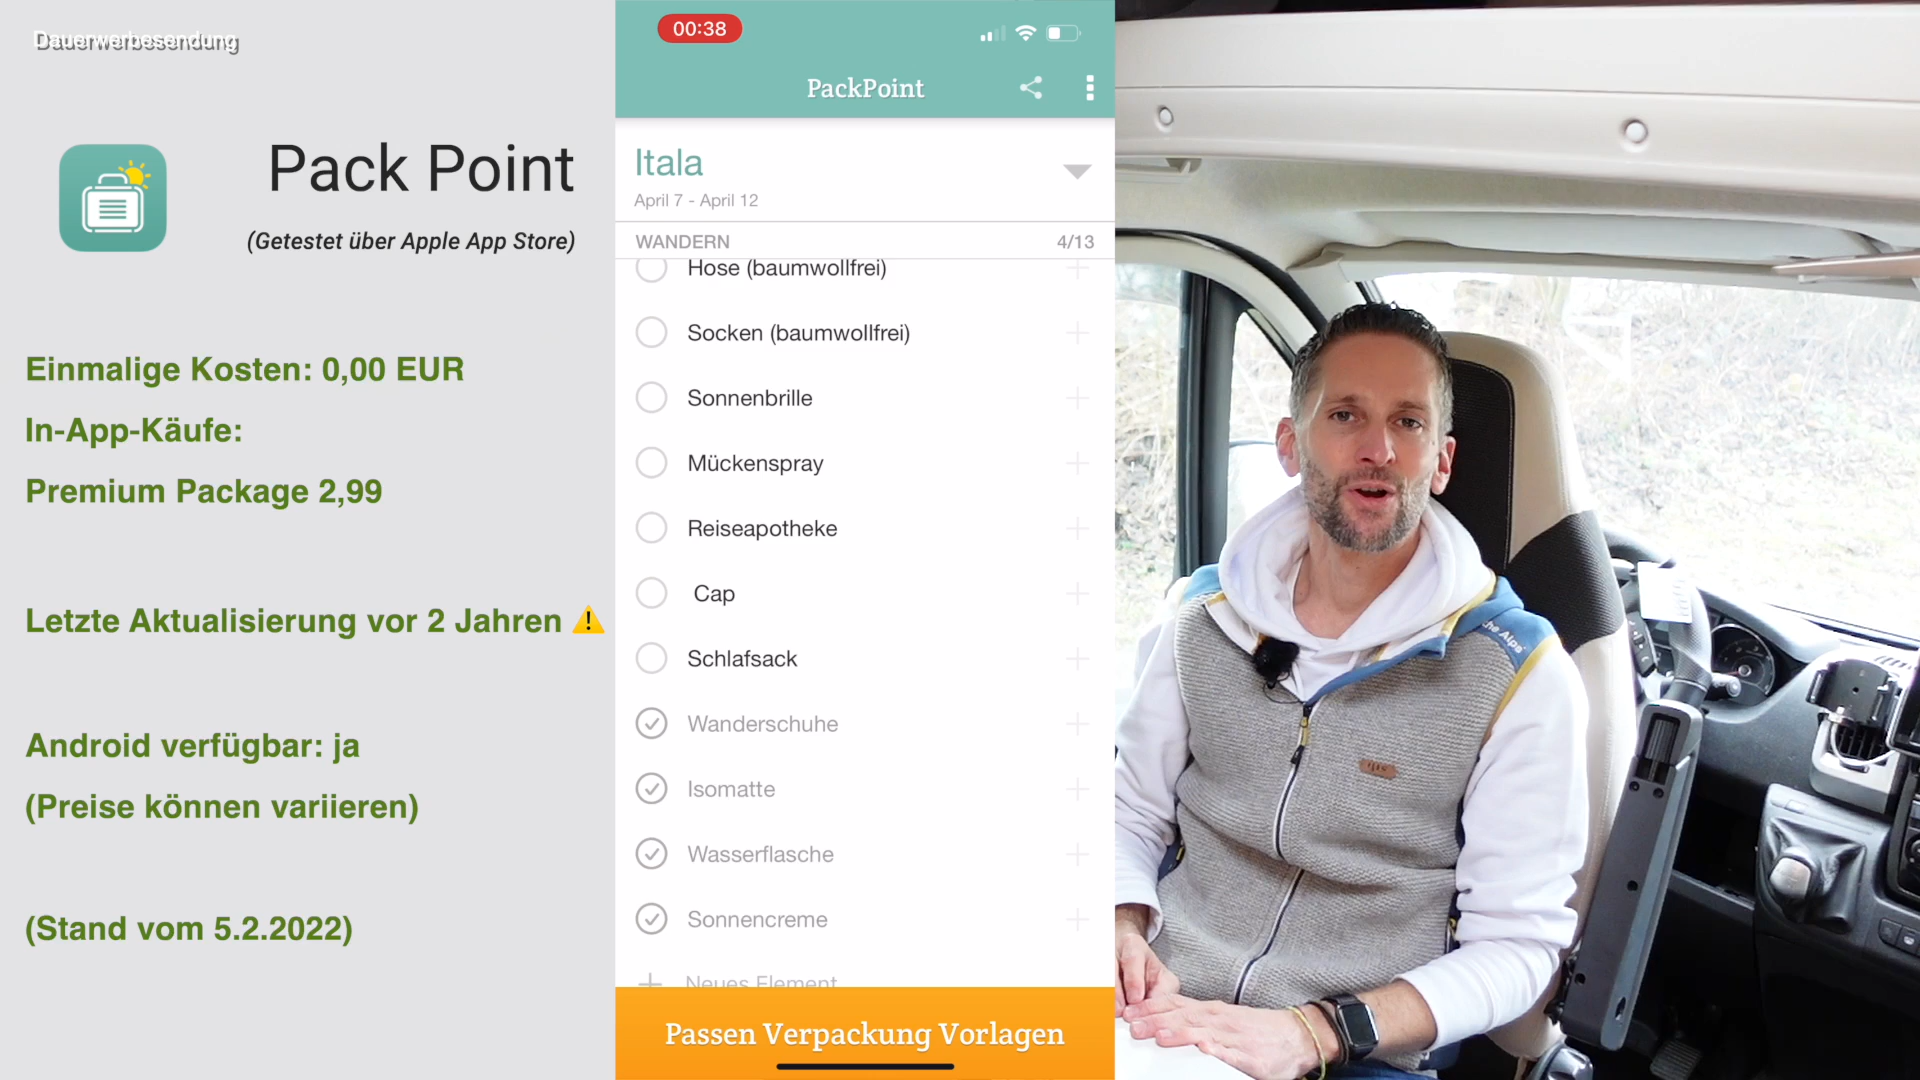 Dauerwerbesendung
Pack Point
(Getestet über Apple App Store)
Einmalige Kosten: 0,00 EUR
In-App-Käufe:
Premium Package 2,99
Letzte Aktualisierung vor 2 Jahren
Android verfügbar: ja
(Preise können variieren)
(Stand vom 5.2.2022)
00:38
PackPoint
Itala
April 7 - April 12
WANDERN 4/13
Hose (baumwollfrei)
Socken (baumwollfrei)
Sonnenbrille
Mückenspray
Reiseapotheke
Cap
Schlafsack
Wanderschuhe
Isomatte
Wasserflasche
Sonnencreme
Neues Element
Passen Verpackung Vorlagen
the Alps